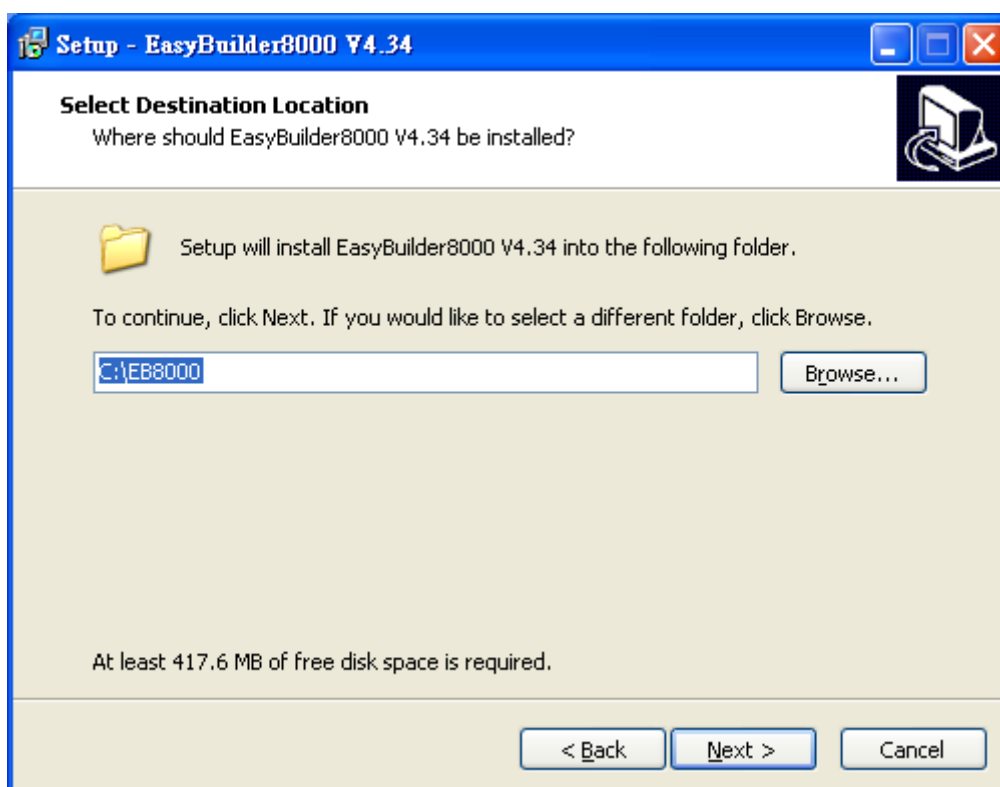 Setup - EasyBuilder8000 V4.34
Select Destination Location
Where should EasyBuilder8000 V4.34 be installed?
Setup will install EasyBuilder8000 V4.34 into the following folder.
To continue, click Next. If you would like to select a different folder, click Browse.
C:\EB8000
Browse...
At least 417.6 MB of free disk space is required.
< Back
Next >
Cancel